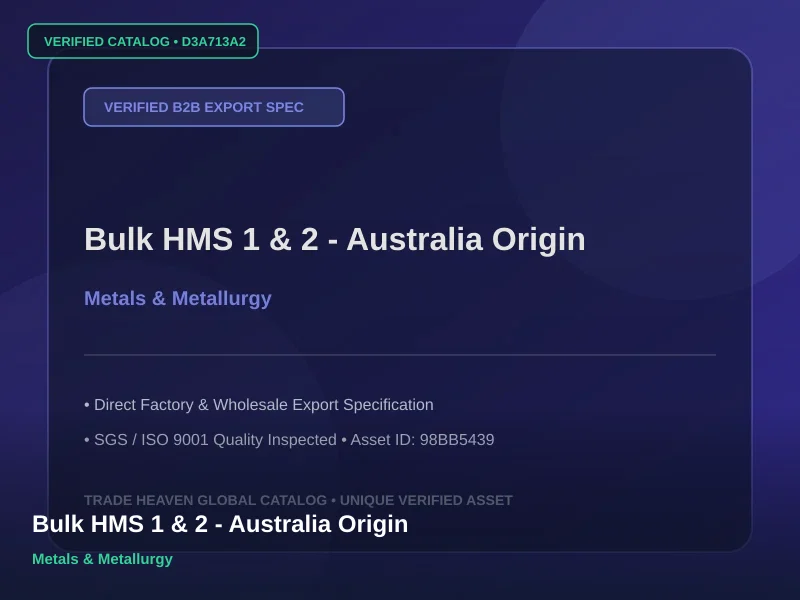 VERIFIED CATALOG • D3A713A2
VERIFIED B2B EXPORT SPEC
Bulk HMS 1 & 2 - Australia Origin
Metals & Metallurgy
• Direct Factory & Wholesale Export Specification
• SGS / ISO 9001 Quality Inspected • Asset ID: 98BB5439
TRADE HEAVEN GLOBAL CATALOG • UNIQUE VERIFIED ASSET
Bulk HMS 1 & 2 - Australia Origin
Metals & Metallurgy